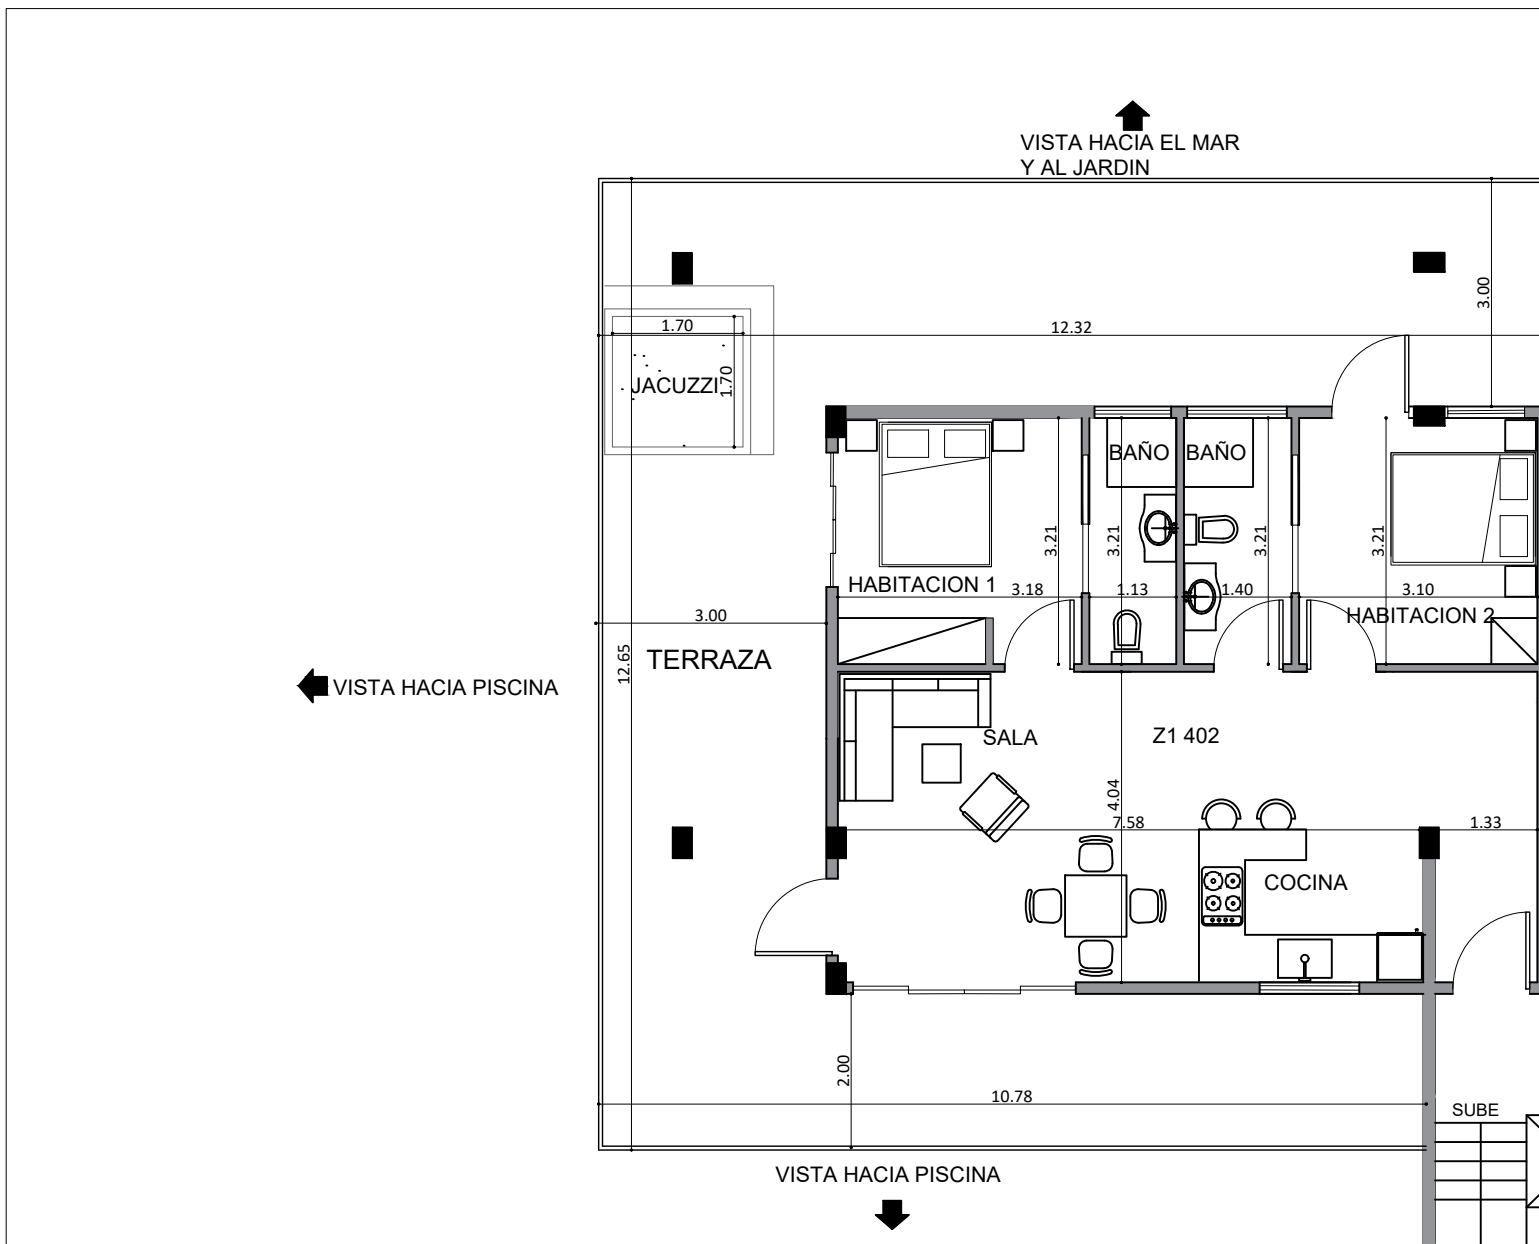 VISTA HACIA EL MAR
Y AL JARDIN
3.00
1.70
12.32
JACUZZI
1.70
BAÑO
BAÑO
3.21
3.21
3.21
3.21
HABITACION 1
3.18
1.13
1.40
3.10
3.00
HABITACION 2
TERRAZA
12.65
VISTA HACIA PISCINA
SALA
Z1 402
4.04
7.58
1.33
COCINA
2.00
10.78
SUBE
VISTA HACIA PISCINA